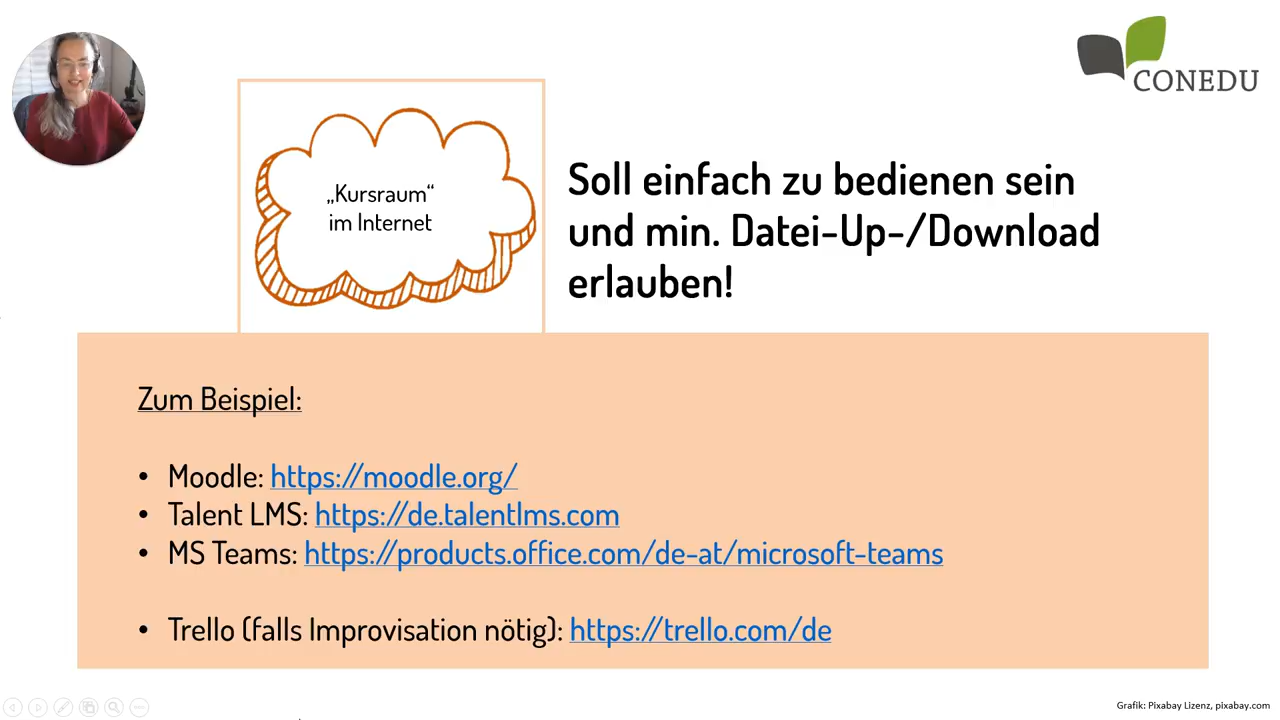 CONEDU
„Kursraum“
im Internet
Soll einfach zu bedienen sein
und min. Datei-Up-/Download
erlauben!
Zum Beispiel:
• Moodle: https://moodle.org/
• Talent LMS: https://de.talentlms.com
• MS Teams: https://products.office.com/de-at/microsoft-teams
• Trello (falls Improvisation nötig): https://trello.com/de
Grafik: Pixabay Lizenz, pixabay.com